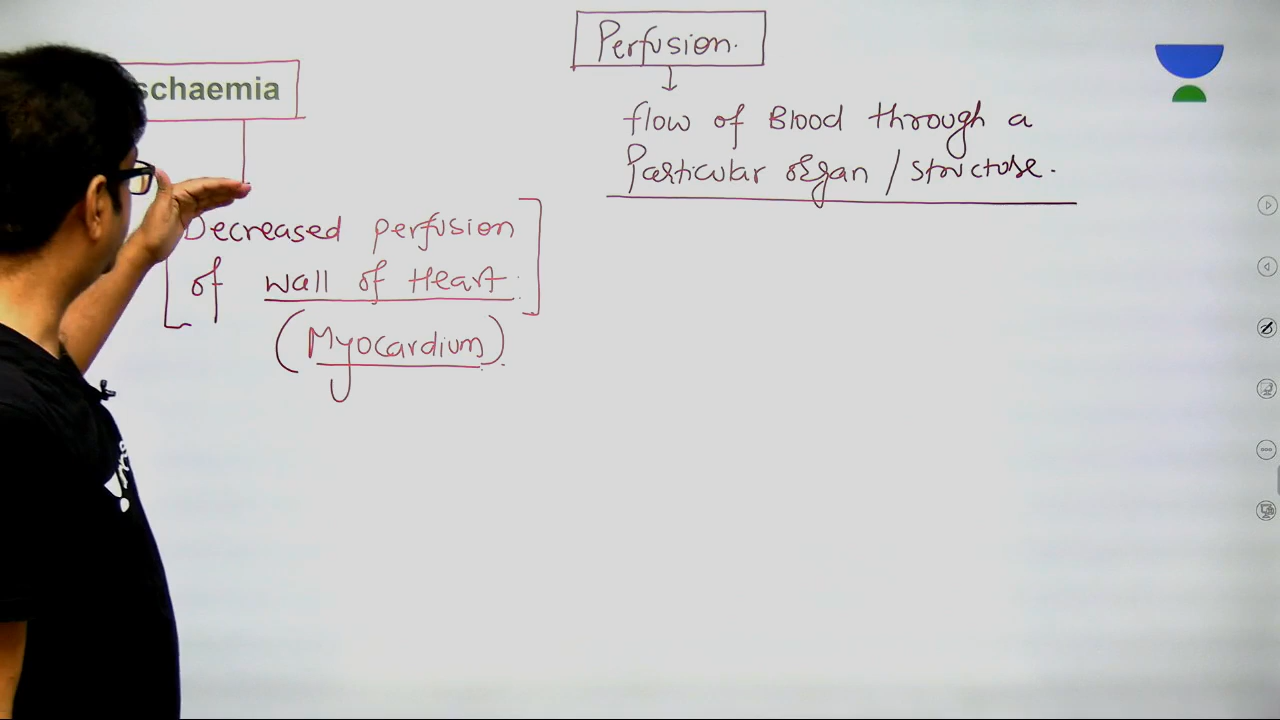 schaemia
Decreased perfusion
of wall of Heart.
(Myocardium).
Perfusion.
flow of Blood through a
Particular organ / structure.